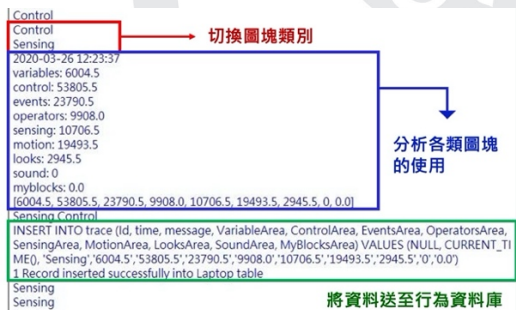 Control
Control
Sensing
切換圖塊類別
2020-03-26 12:23:37
variables: 6004.5
control: 53805.5
events: 23790.5
operators: 9908.0
sensing: 10706.5
motion: 19493.5
looks: 2945.5
sound: 0
myblocks: 0.0
[6004.5, 53805.5, 23790.5, 9908.0, 10706.5, 19493.5, 2945.5, 0, 0.0]
分析各類圖塊
的使用
Sensing Control
INSERT INTO trace (Id, time, message, VariableArea, ControlArea, EventsArea, OperatorsArea,
SensingArea, MotionArea, LooksArea, SoundArea, MyBlocksArea) VALUES (NULL, CURRENT_TI
ME(), 'Sensing','6004.5','53805.5','23790.5','9908.0','10706.5','19493.5','2945.5','0','0.0')
1 Record inserted successfully into Laptop table
Sensing
Sensing
將資料送至行為資料庫